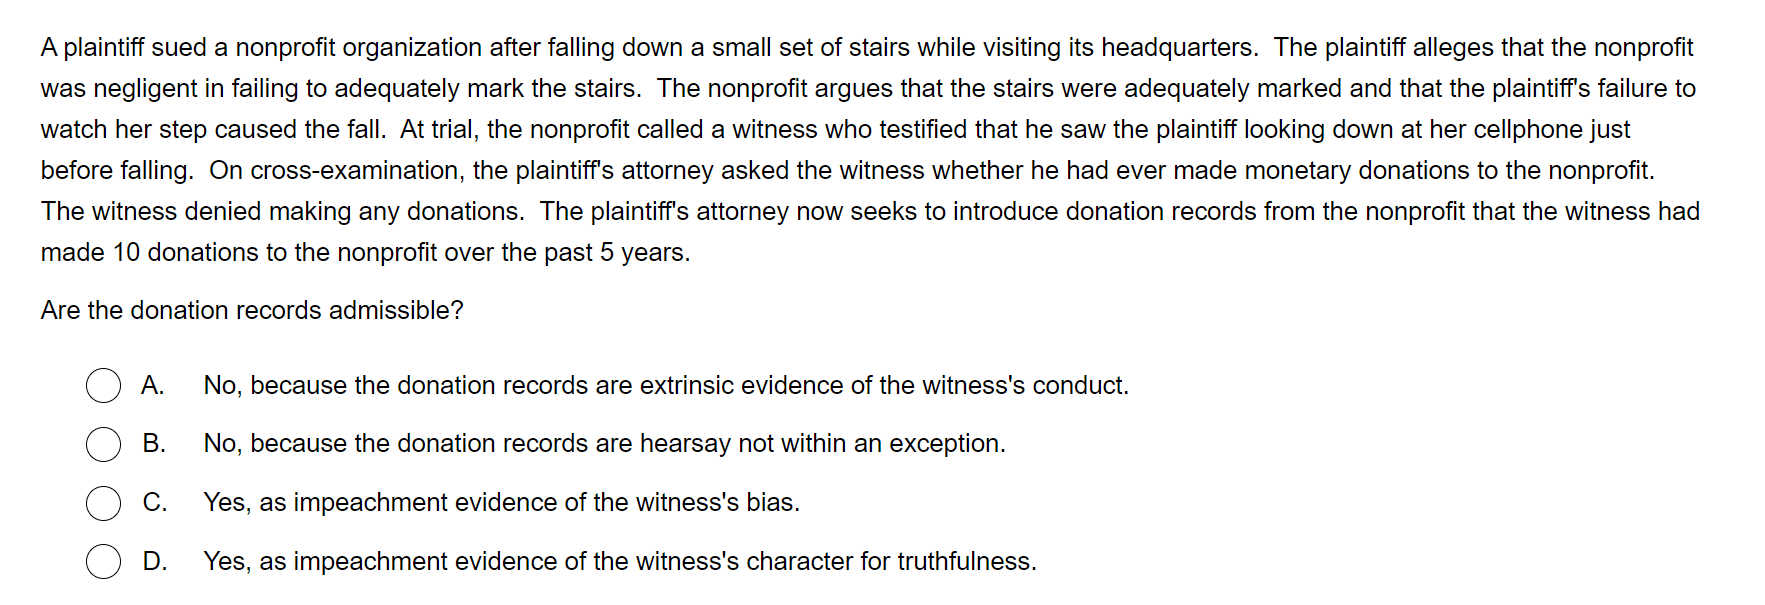 A plaintiff sued a nonprofit organization after falling down a small set of stairs while visiting its headquarters.  The plaintiff alleges that the nonprofit
was negligent in failing to adequately mark the stairs.  The nonprofit argues that the stairs were adequately marked and that the plaintiff's failure to
watch her step caused the fall.  At trial, the nonprofit called a witness who testified that he saw the plaintiff looking down at her cellphone just
before falling.  On cross-examination, the plaintiff's attorney asked the witness whether he had ever made monetary donations to the nonprofit.
The witness denied making any donations.  The plaintiff's attorney now seeks to introduce donation records from the nonprofit that the witness had
made 10 donations to the nonprofit over the past 5 years.
Are the donation records admissible?
A. No, because the donation records are extrinsic evidence of the witness's conduct.
B. No, because the donation records are hearsay not within an exception.
C. Yes, as impeachment evidence of the witness's bias.
D. Yes, as impeachment evidence of the witness's character for truthfulness.